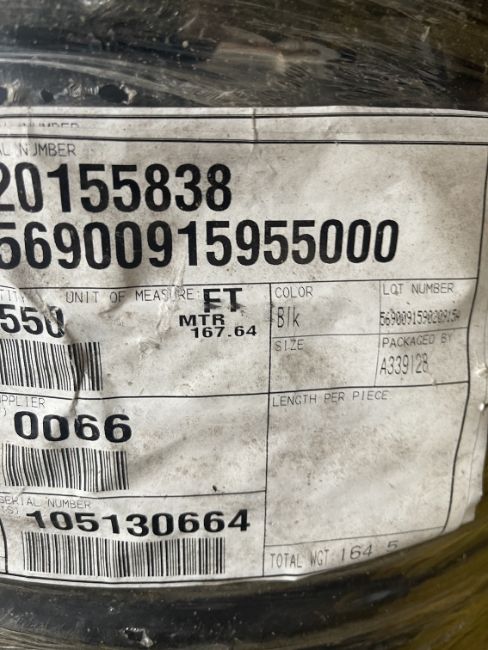 AL NUMBER
20155838
56900915955000
UNIT OF MEASURE: FT
MTR
167.64
550
COLOR
Blk
LOT NUMBER
SIZE
PACKAGED BY
A339128
UPPLIER
0066
LENGTH PER PIECE
SERIAL NUMBER
105130664
TOTAL WGT: 164.5